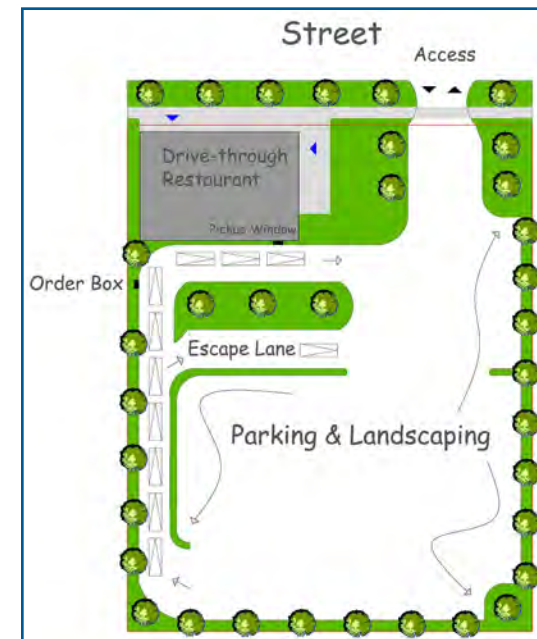 Street
Access
Drive-through
Restaurant
Pickup Window
Order Box
Escape Lane
Parking & Landscaping